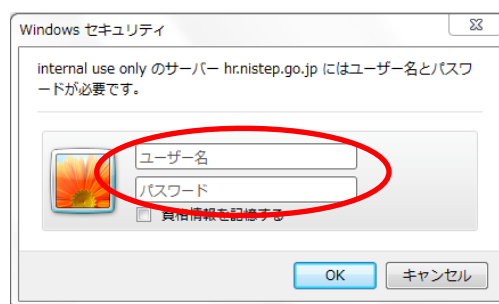 Windows セキュリティ
internal use only のサーバー hr.nistep.go.jp にはユーザー名とパスワ
ードが必要です。
ユーザー名
パスワード
資格情報を記憶する
OK
キャンセル